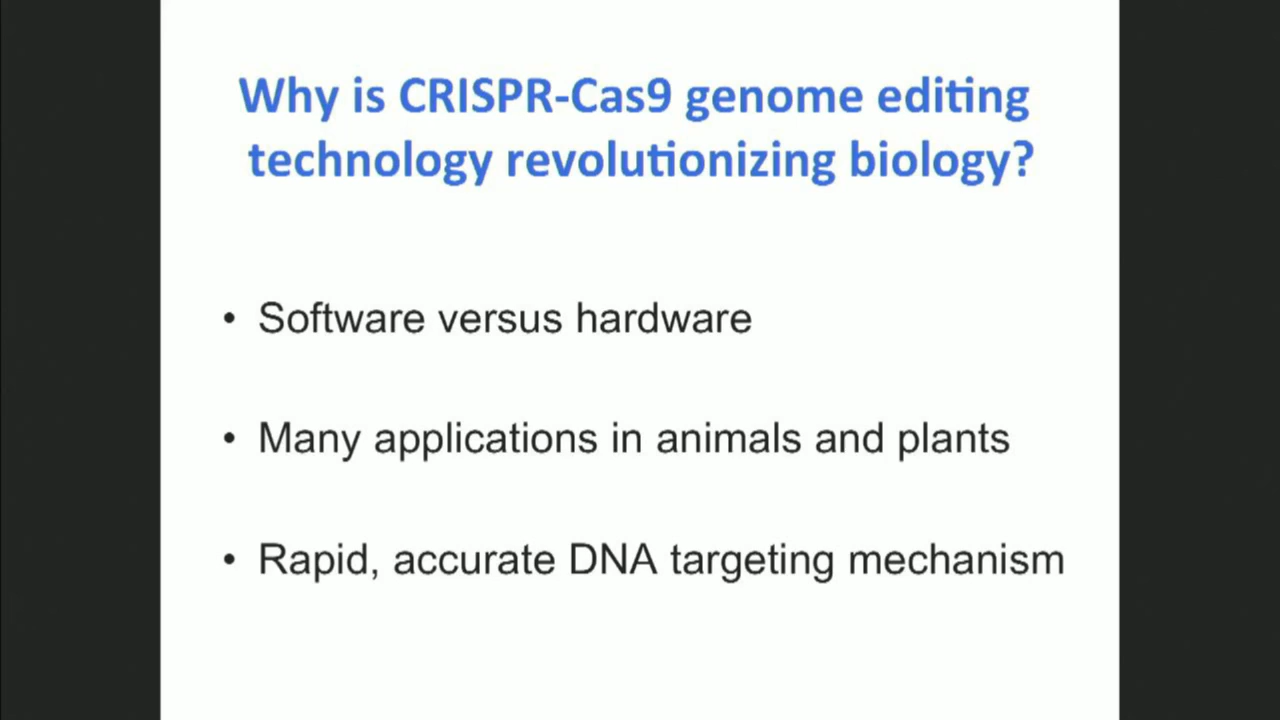 Why is CRISPR-Cas9 genome editing
technology revolutionizing biology?
• Software versus hardware
• Many applications in animals and plants
• Rapid, accurate DNA targeting mechanism